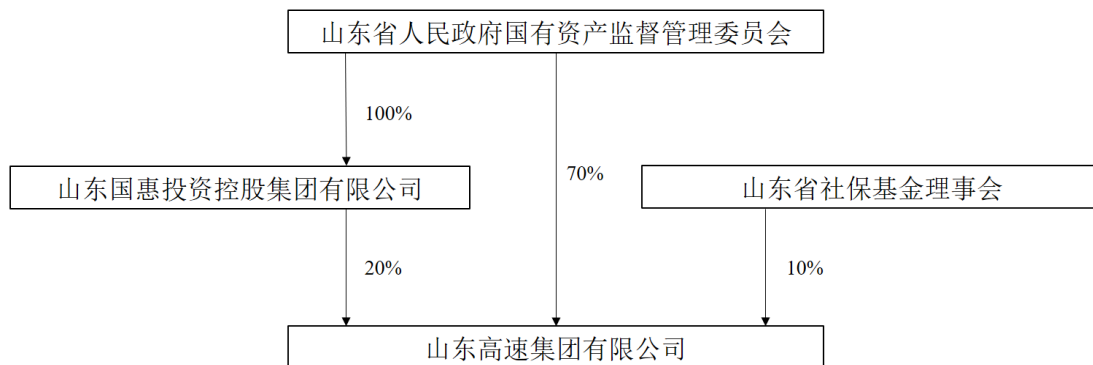 山东省人民政府国有资产监督管理委员会
100%
70%
山东国惠投资控股集团有限公司
山东省社保基金理事会
20%
10%
山东高速集团有限公司